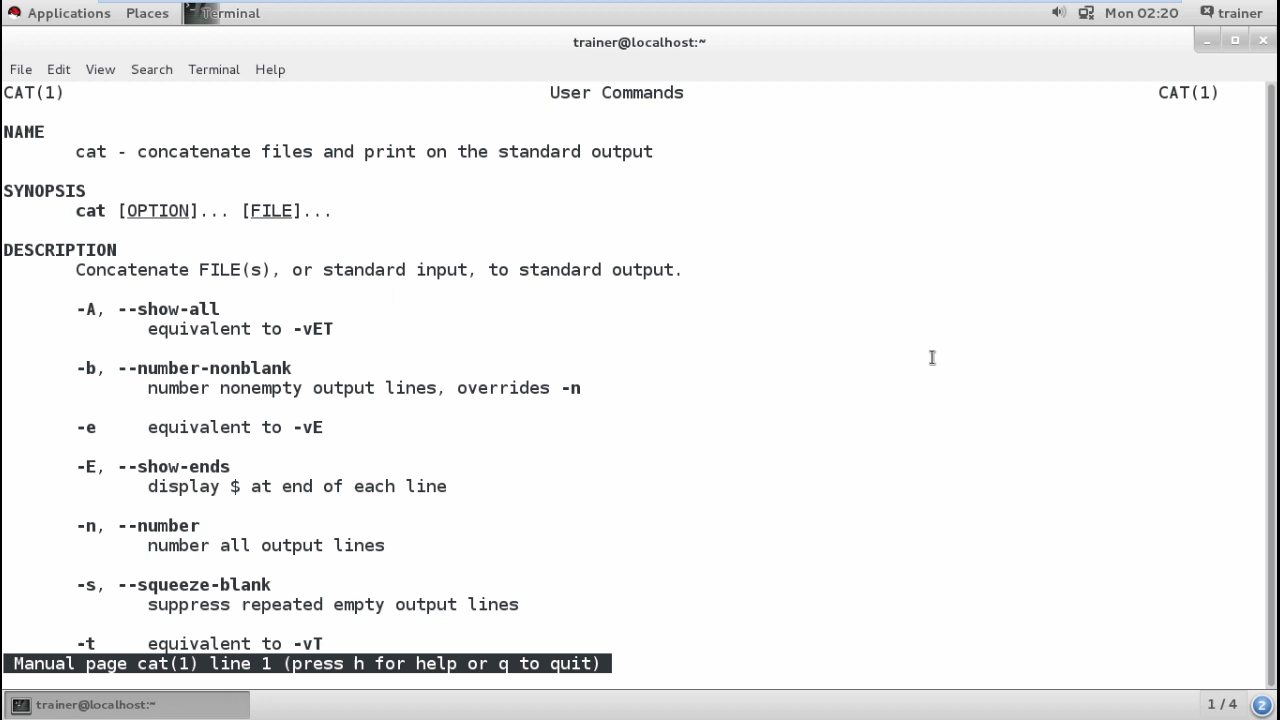 Applications Places Terminal Mon 02:20 trainer
trainer@localhost:~
File Edit View Search Terminal Help
CAT(1) User Commands CAT(1)
NAME
cat - concatenate files and print on the standard output
SYNOPSIS
cat [OPTION]... [FILE]...
DESCRIPTION
Concatenate FILE(s), or standard input, to standard output.
-A, --show-all
equivalent to -vET
-b, --number-nonblank
number nonempty output lines, overrides -n
-e equivalent to -vE
-E, --show-ends
display $ at end of each line
-n, --number
number all output lines
-s, --squeeze-blank
suppress repeated empty output lines
-t equivalent to -vT
Manual page cat(1) line 1 (press h for help or q to quit)
trainer@localhost:~ 1 / 4 2